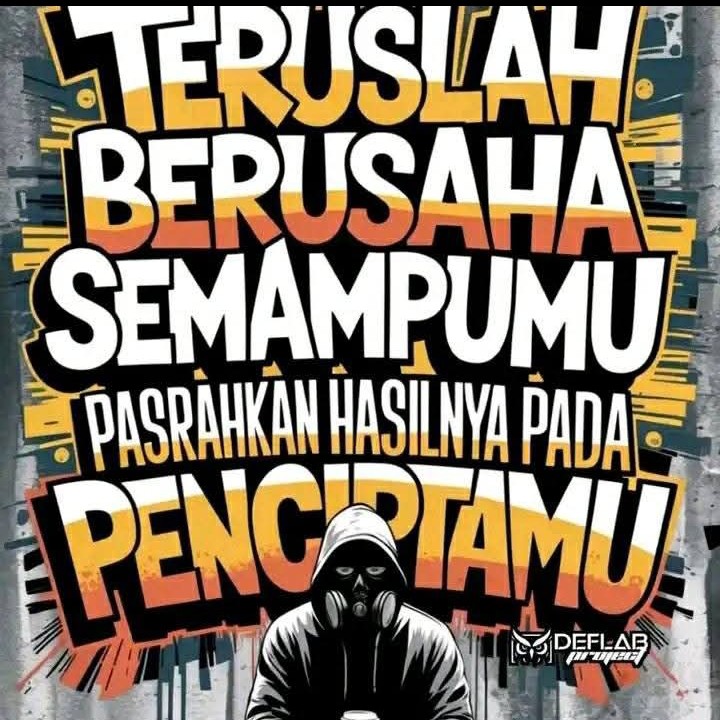 TERUSLAH
BERUSAHA
SEMAMPUMU
PASRAHKAN HASILNYA PADA
PENCIPTAMU
DEFLAB
project